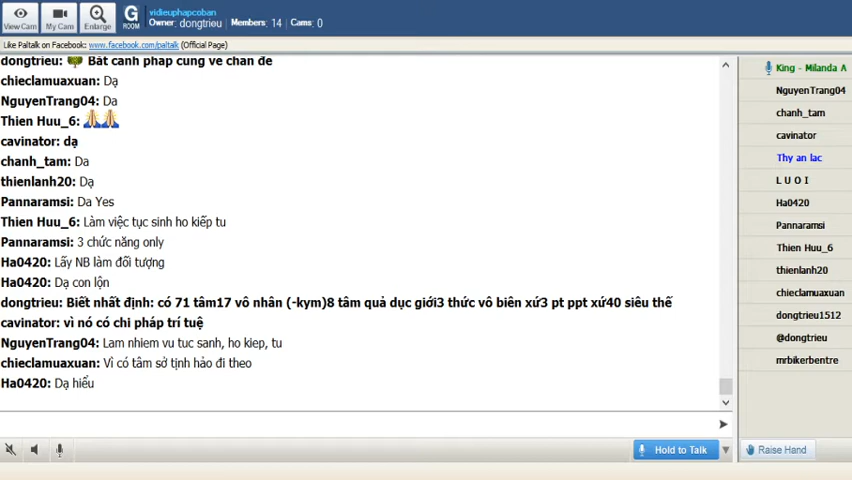 vidieuphapcoban
Owner: dongtrieu Members: 14 Cams: 0
View Cam
My Cam
Enlarge
G
ROOM
Like Paltalk on Facebook: www.facebook.com/paltalk (Official Page)
dongtrieu: Bát cánh pháp cung ve chan đe
chieclamuaxuan: Dạ
NguyenTrang04: Da
Thien Huu_6:
cavinator: dạ
chanh_tam: Da
thienlanh20: Dạ
Pannaramsi: Da Yes
Thien Huu_6: Làm việc tục sinh ho kiếp tu
Pannaramsi: 3 chức năng only
Ha0420: Lấy NB làm đối tượng
Ha0420: Dạ con lộn
dongtrieu: Biết nhất định: có 71 tâm17 vô nhân (-kym)8 tâm quả dục giới3 thức vô biên xứ3 pt ppt xứ40 siêu thế
cavinator: vì nó có chi pháp trí tuệ
NguyenTrang04: Lam nhiem vu tuc sanh, ho kiep, tu
chieclamuaxuan: Vì có tâm sở tịnh hảo đi theo
Ha0420: Dạ hiểu
Hold to Talk
King - Milanda A
NguyenTrang04
chanh_tam
cavinator
Thy an lac
L U O I
Ha0420
Pannaramsi
Thien Huu_6
thienlanh20
chieclamuaxuan
dongtrieu1512
@dongtrieu
mrbikerbentre
Raise Hand